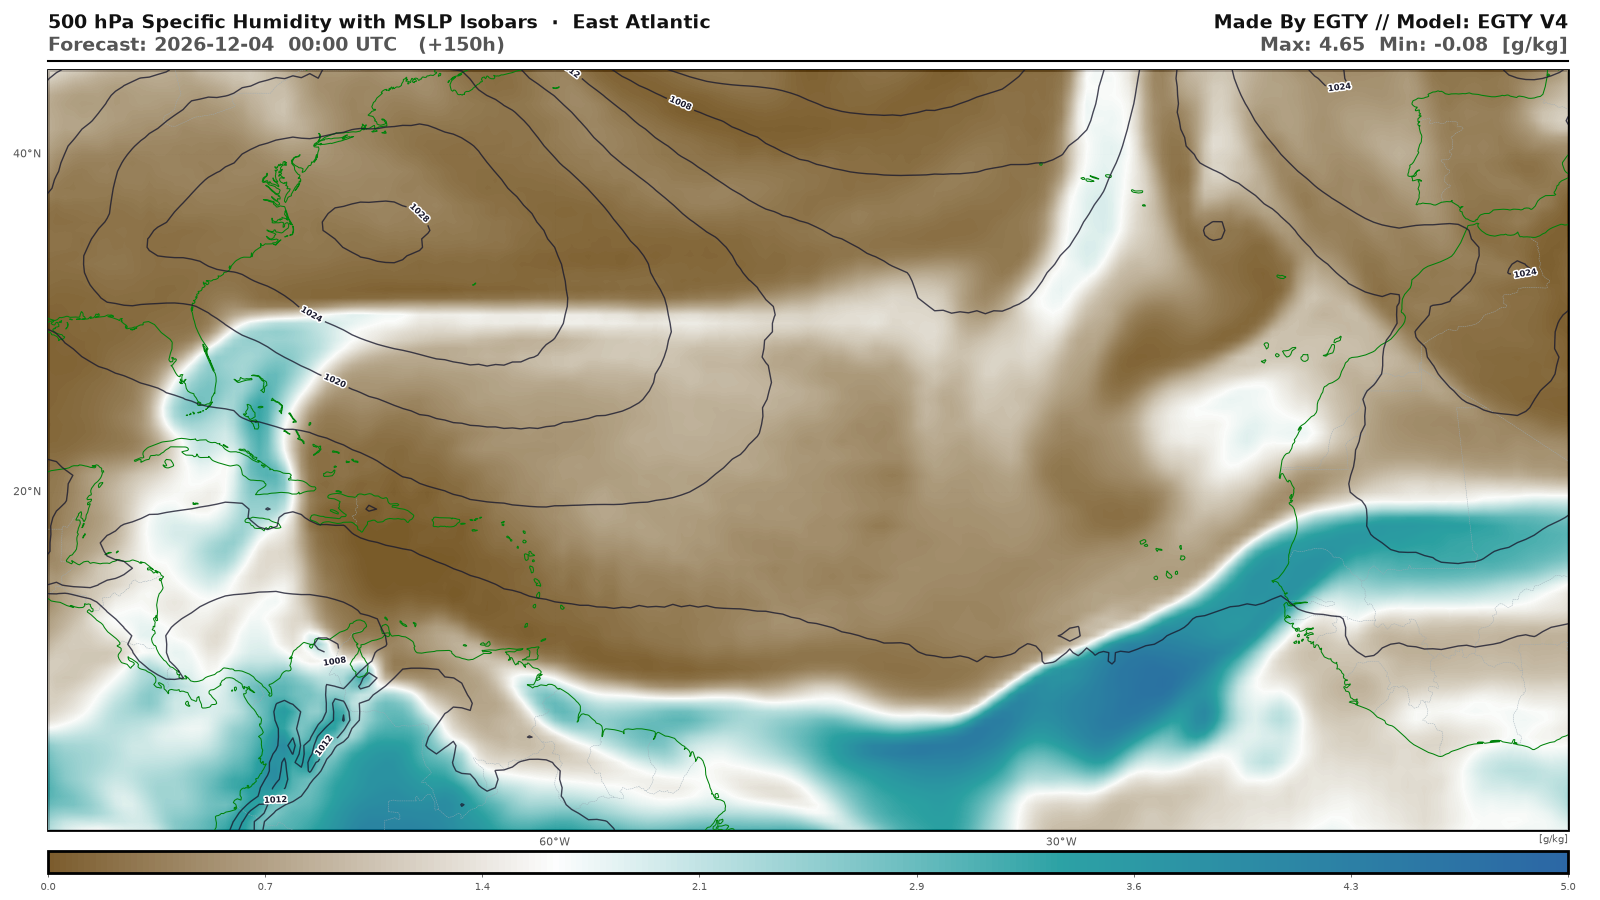 500 hPa Specific Humidity with MSLP Isobars · East Atlantic
Made By EGTY // Model: EGTY V4
Forecast: 2026-12-04 00:00 UTC (+150h)
Max: 4.65 Min: -0.08 [g/kg]
12
1008
1024
40°N
1028
1024
1024
1020
20°N
1008
1012
1012
60°W
30°W
[g/kg]
0.0
0.7
1.4
2.1
2.9
3.6
4.3
5.0